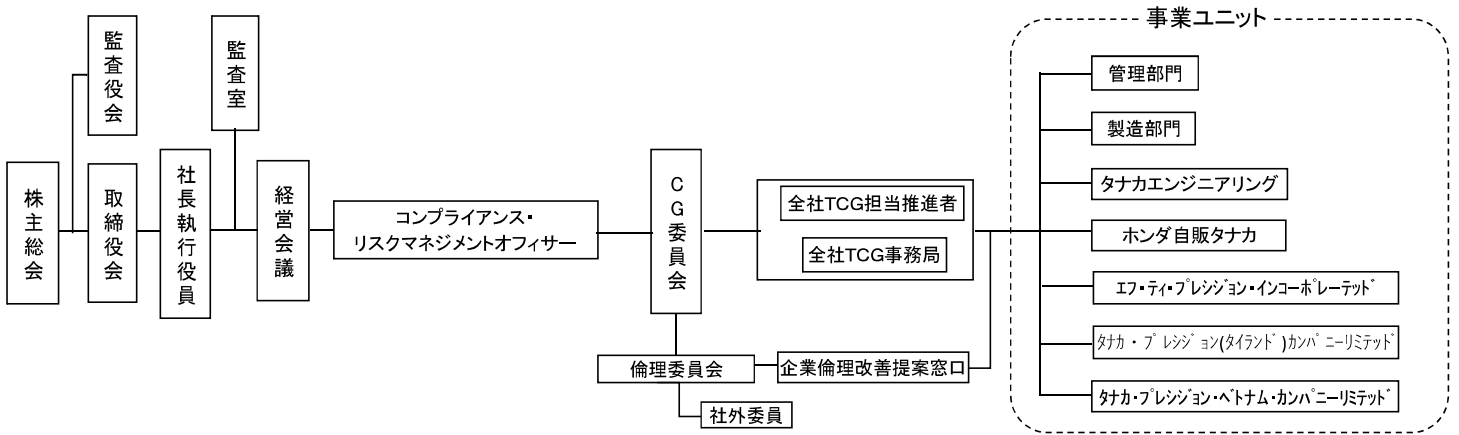 監査役会
監査室
株主総会
取締役会
社長執行役員
経営会議
コンプライアンス・
リスクマネジメントオフィサー
CG委員会
全社TCG担当推進者
全社TCG事務局
倫理委員会
企業倫理改善提案窓口
社外委員
事業ユニット
管理部門
製造部門
タナカエンジニアリング
ホンダ自販タナカ
ｴﾌ・ﾃｨ・ﾌﾟﾚｼｼﾞｮﾝ・ｲﾝｺｰﾎﾟﾚｰﾃｯﾄﾞ
ﾀﾅｶ・ﾌﾟﾚｼｼﾞｮﾝ(ﾀｲﾗﾝﾄﾞ)ｶﾝﾊﾟﾆｰﾘﾐﾃｯﾄﾞ
ﾀﾅｶ・ﾌﾟﾚｼｼﾞｮﾝ・ﾍﾞﾄﾅﾑ・ｶﾝﾊﾟﾆｰﾘﾐﾃｯﾄﾞ